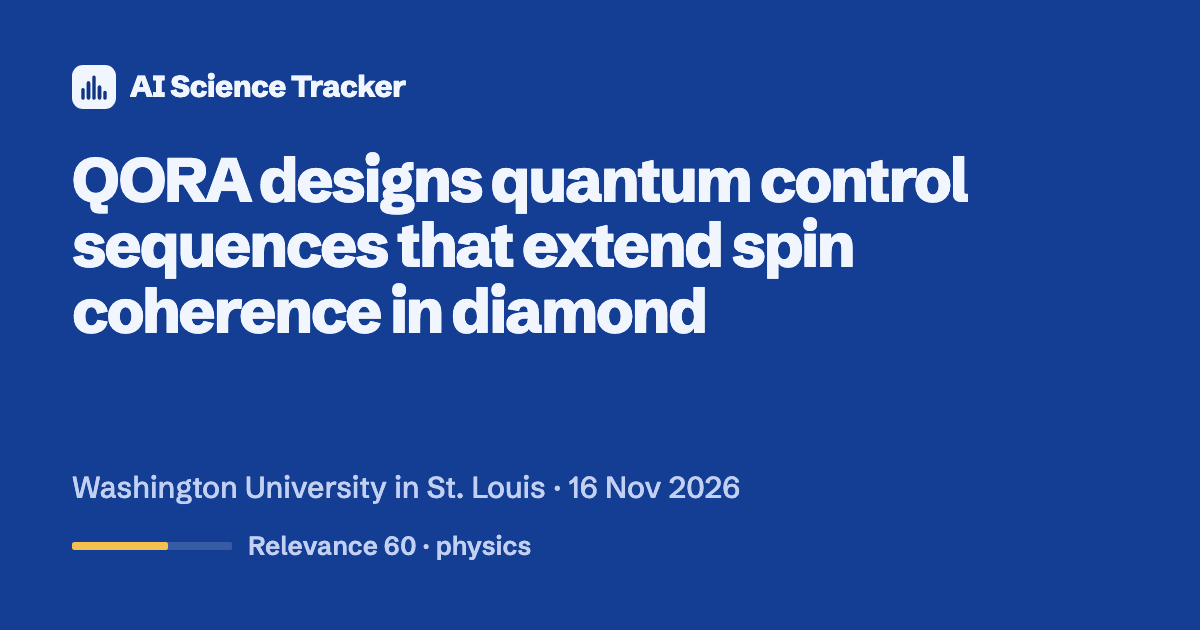 AI Science Tracker
QORA designs quantum control
sequences that extend spin
coherence in diamond
Washington University in St. Louis · 16 Nov 2026
Relevance 60 · physics